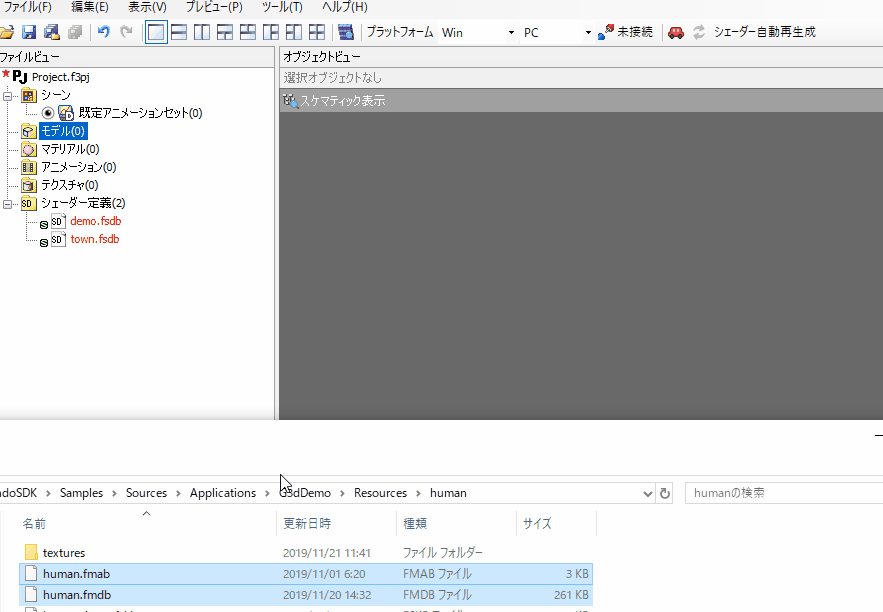 ファイル(F) 編集(E) 表示(V) プレビュー(P) ツール(T) ヘルプ(H)
プラットフォーム Win PC 未接続 シェーダー自動再生成
ファイルビュー
オブジェクトビュー
Project.f3pj
選択オブジェクトなし
シーン
スケマティック表示
既定アニメーションセット(0)
モデル(0)
マテリアル(0)
アニメーション(0)
テクスチャ(0)
シェーダー定義(2)
demo.fsdb
town.fsdb
ndoSDK › Samples › Sources › Applications › G3dDemo › Resources › human
humanの検索
名前 更新日時 種類 サイズ
textures 2019/11/21 11:41 ファイル フォルダー
human.fmab 2019/11/01 6:20 FMAB ファイル 3 KB
human.fmdb 2019/11/20 14:32 FMDB ファイル 261 KB